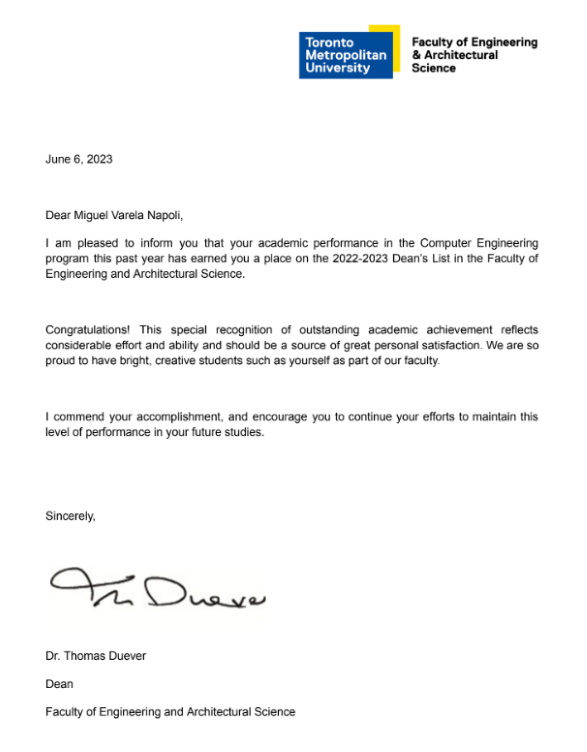 Toronto
Metropolitan
University
Faculty of Engineering
& Architectural
Science
June 6, 2023
Dear Miguel Varela Napoli,
I am pleased to inform you that your academic performance in the Computer Engineering
program this past year has earned you a place on the 2022-2023 Dean's List in the Faculty of
Engineering and Architectural Science.
Congratulations! This special recognition of outstanding academic achievement reflects
considerable effort and ability and should be a source of great personal satisfaction. We are so
proud to have bright, creative students such as yourself as part of our faculty.
I commend your accomplishment, and encourage you to continue your efforts to maintain this
level of performance in your future studies.
Sincerely,
Tom Duever
Dr. Thomas Duever
Dean
Faculty of Engineering and Architectural Science